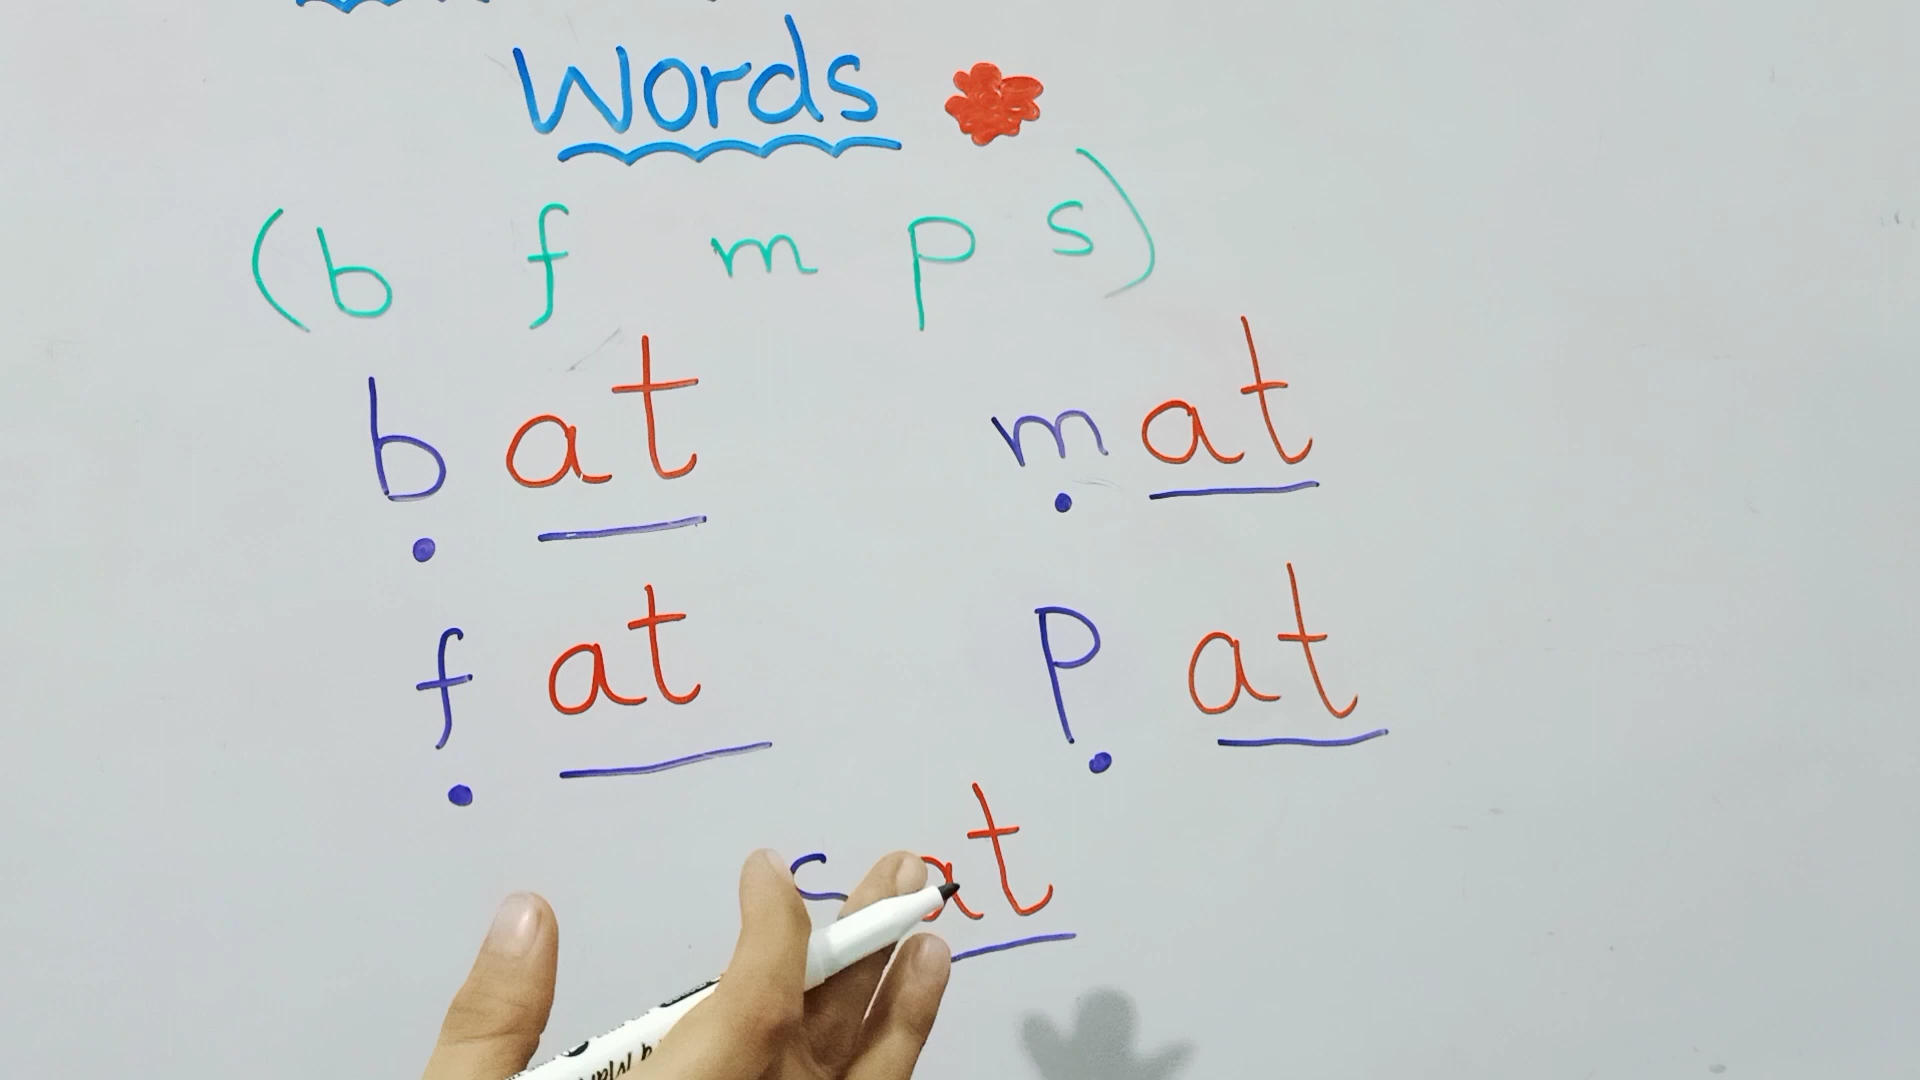 Words
(b f m p s)
bat mat
fat pat
sat